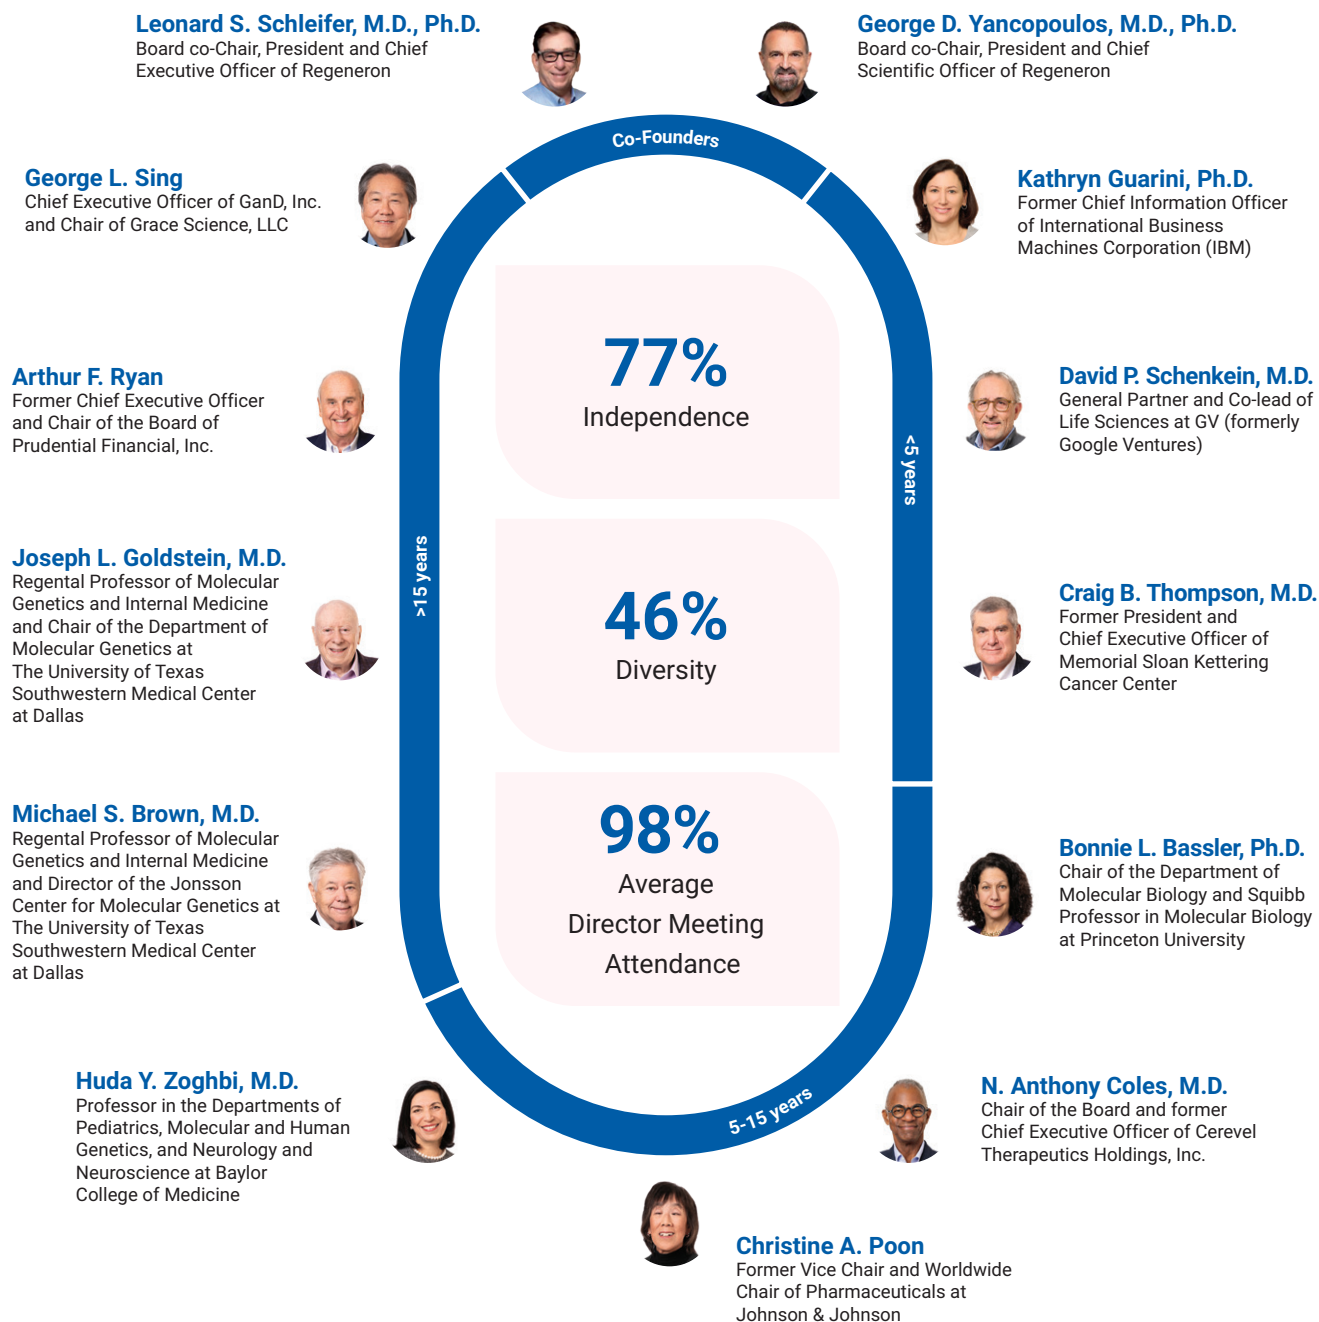 Leonard S. Schleifer, M.D., Ph.D.
Board co-Chair, President and Chief
Executive Officer of Regeneron
George D. Yancopoulos, M.D., Ph.D.
Board co-Chair, President and Chief
Scientific Officer of Regeneron
Co-Founders
George L. Sing
Chief Executive Officer of GanD, Inc.
and Chair of Grace Science, LLC
Kathryn Guarini, Ph.D.
Former Chief Information Officer
of International Business
Machines Corporation (IBM)
77%
Independence
Arthur F. Ryan
Former Chief Executive Officer
and Chair of the Board of
Prudential Financial, Inc.
David P. Schenkein, M.D.
General Partner and Co-lead of
Life Sciences at GV (formerly
Google Ventures)
<5 years
>15 years
Joseph L. Goldstein, M.D.
Regental Professor of Molecular
Genetics and Internal Medicine
and Chair of the Department of
Molecular Genetics at
The University of Texas
Southwestern Medical Center
at Dallas
46%
Diversity
Craig B. Thompson, M.D.
Former President and
Chief Executive Officer of
Memorial Sloan Kettering
Cancer Center
Michael S. Brown, M.D.
Regental Professor of Molecular
Genetics and Internal Medicine
and Director of the Jonsson
Center for Molecular Genetics at
The University of Texas
Southwestern Medical Center
at Dallas
98%
Average
Director Meeting
Attendance
Bonnie L. Bassler, Ph.D.
Chair of the Department of
Molecular Biology and Squibb
Professor in Molecular Biology
at Princeton University
Huda Y. Zoghbi, M.D.
Professor in the Departments of
Pediatrics, Molecular and Human
Genetics, and Neurology and
Neuroscience at Baylor
College of Medicine
5-15 years
N. Anthony Coles, M.D.
Chair of the Board and former
Chief Executive Officer of Cerevel
Therapeutics Holdings, Inc.
Christine A. Poon
Former Vice Chair and Worldwide
Chair of Pharmaceuticals at
Johnson & Johnson